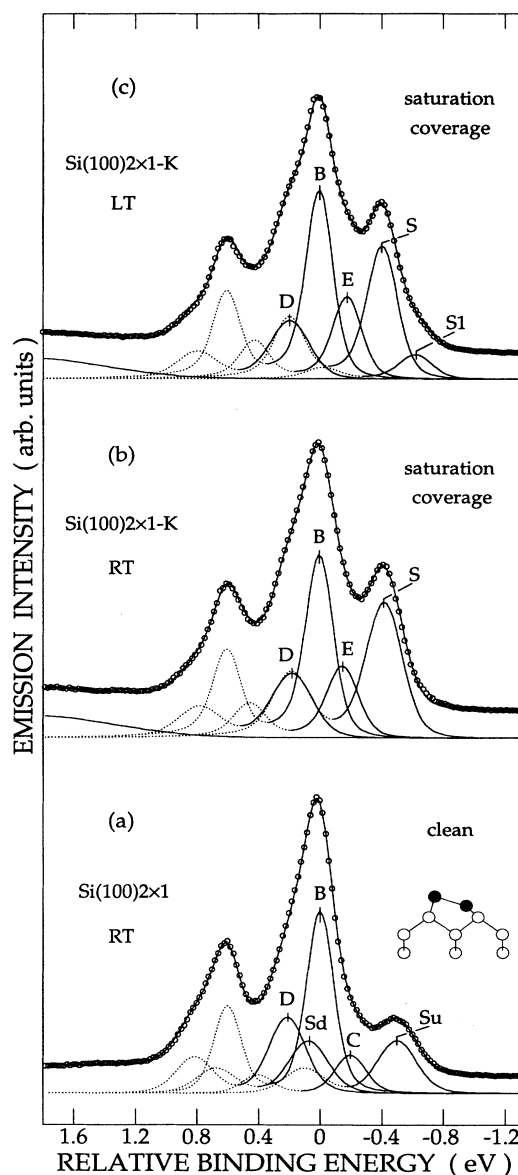 (c)
saturation
coverage
Si(100)2×1-K
LT
B
S
E
D
S1
(b)
saturation
coverage
Si(100)2×1-K
RT
B
S
E
D
(a)
clean
Si(100)2×1
RT
B
D
Sd
C
Su
EMISSION INTENSITY ( arb. units )
1.6 1.2 0.8 0.4 0 -0.4 -0.8 -1.2
RELATIVE BINDING ENERGY ( eV )